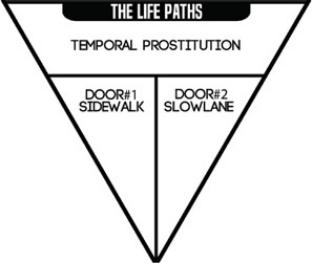 THE LIFE PATHS
TEMPORAL PROSTITUTION
DOOR#1
SIDEWALK
DOOR#2
SLOWLANE